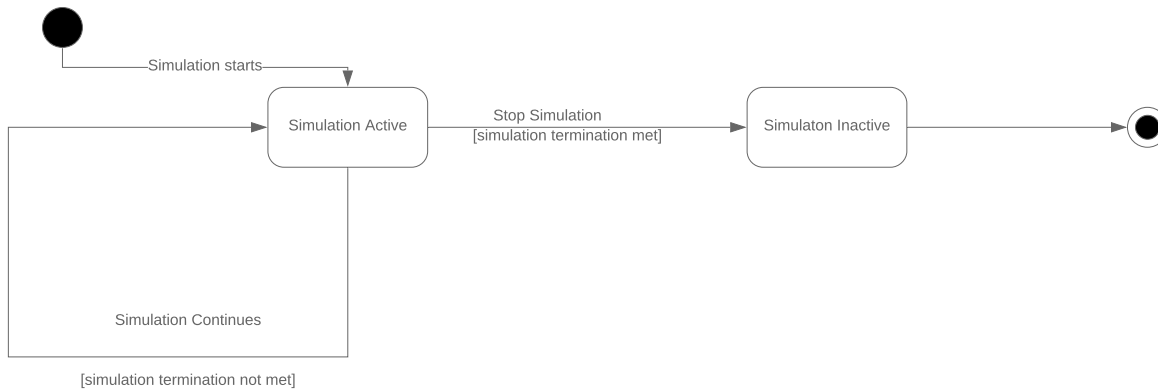 Simulation starts
Simulation Active
Stop Simulation
[simulation termination met]
Simulaton Inactive
Simulation Continues
[simulation termination not met]